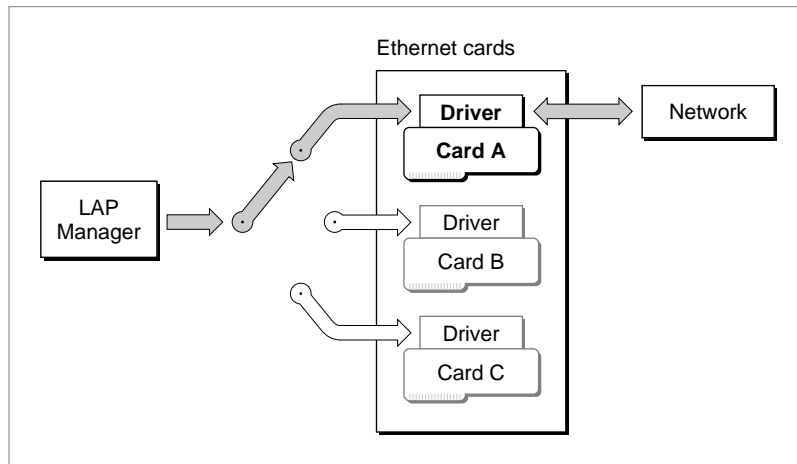 Ethernet cards
Driver
Card A
Network
LAP
Manager
Driver
Card B
Driver
Card C